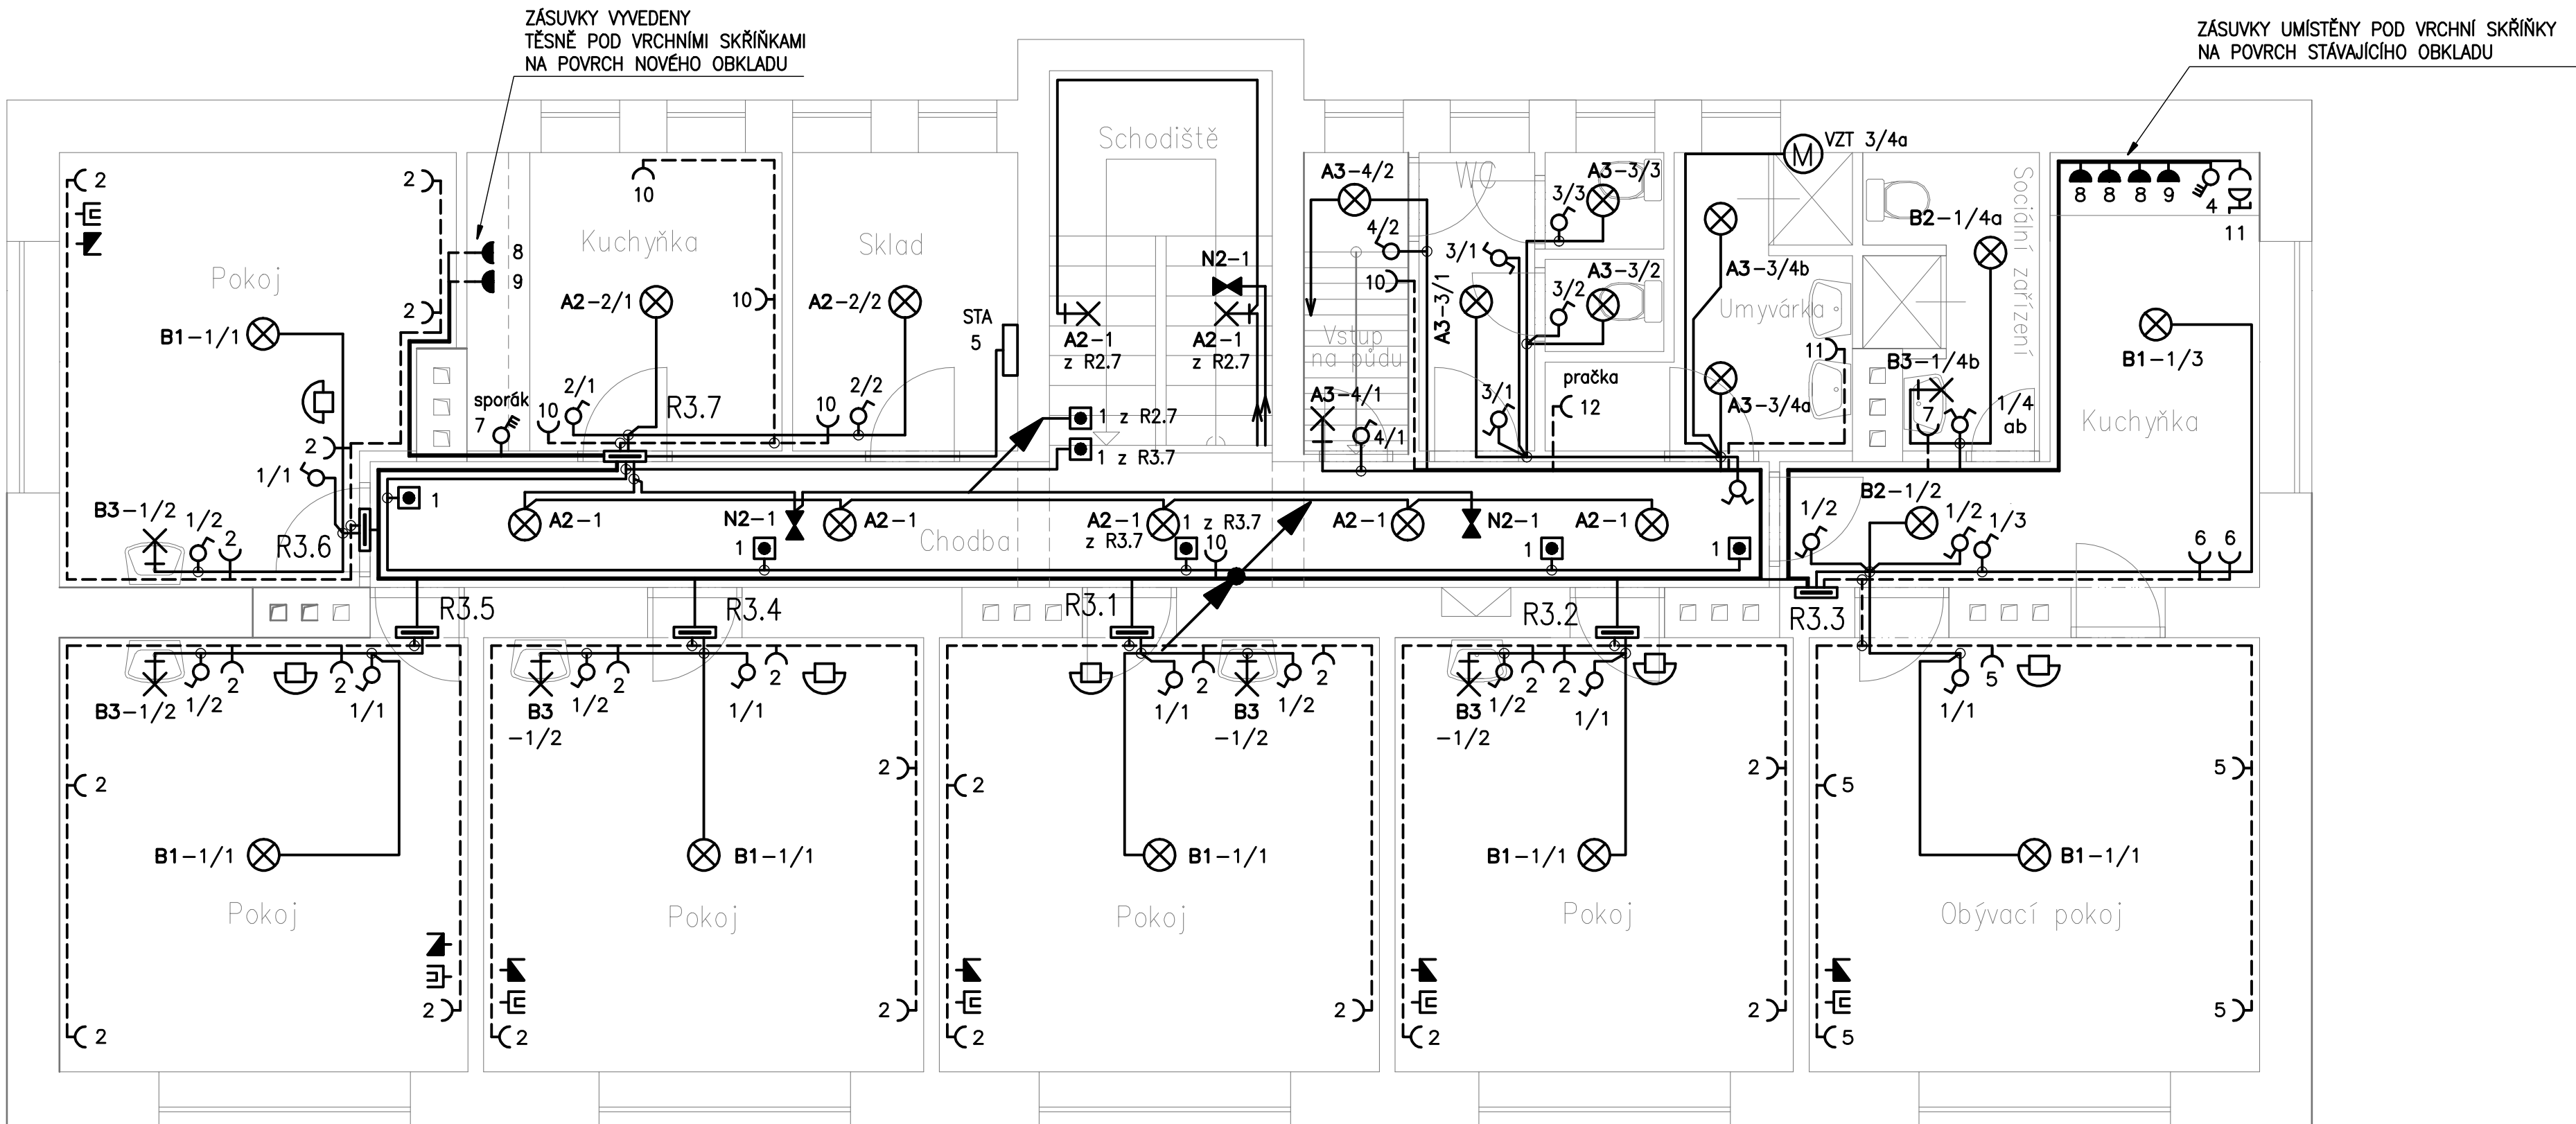 ZÁSUVKY VYVEDENY
TĚSNĚ POD VRCHNÍMI SKŘÍŇKAMI
NA POVRCH NOVÉHO OBKLADU
ZÁSUVKY UMÍSTĚNY POD VRCHNÍ SKŘÍŇKY
NA POVRCH STÁVAJÍCÍHO OBKLADU
2
2
Pokoj
2
B1-1/1
2
1/1
B3-1/2
1/2
2
R3.6
8
9
10
Kuchyňka
10
A2-2/1
sporák
7
10
2/1
R3.7
Sklad
A2-2/2
2/2
10
STA
5
Schodiště
N2-1
A2-1
z R2.7
A2-1
z R2.7
1 z R2.7
1 z R3.7
A3-4/2
4/2
10
Vstup
na půdu
A3-4/1
4/1
WC
3/1
A3-3/1
3/1
A3-3/3
3/3
A3-3/2
3/2
pračka
12
VZT 3/4a
M
A3-3/4b
Umyvárka
11
A3-3/4a
B2-1/4a
Sociální zařízení
B3-1/4b
7
1/4
ab
8
8
8
9
4
11
B1-1/3
Kuchyňka
1
A2-1
N2-1
1
A2-1
Chodba
A2-1
z R3.7
1 z R3.7
10
A2-1
N2-1
1
A2-1
1
1/2
B2-1/2
1/2
1/3
6
6
R3.5
R3.4
R3.1
R3.2
R3.3
B3-1/2
1/2
2
2
1/1
2
B1-1/1
Pokoj
2
2
B3
-1/2
1/2
2
1/1
2
2
B1-1/1
Pokoj
2
2
1/1
2
B3
-1/2
1/2
2
2
B1-1/1
Pokoj
2
2
B3
-1/2
1/2
2
2
1/1
2
B1-1/1
Pokoj
2
2
1/1
5
5
5
B1-1/1
Obývací pokoj
5
5